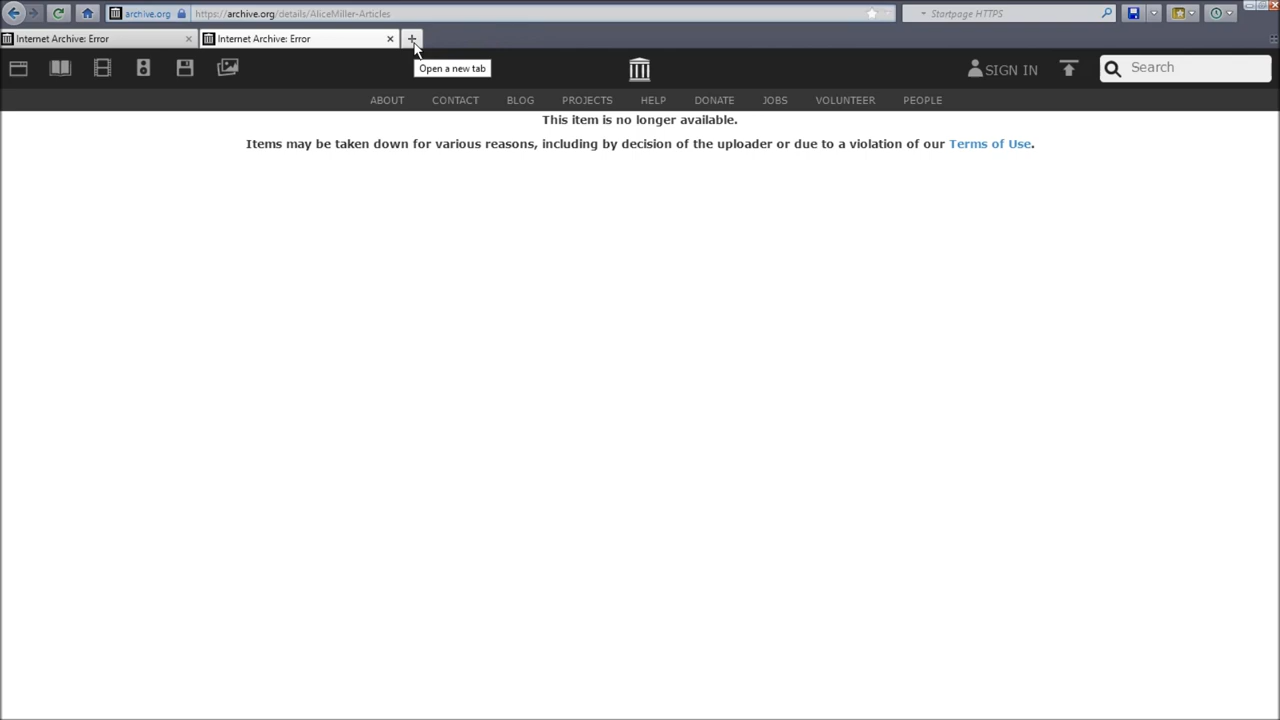 archive.org https://archive.org/details/AliceMiller-Articles Startpage HTTPS
Internet Archive: Error Internet Archive: Error
Open a new tab
SIGN IN Search
ABOUT CONTACT BLOG PROJECTS HELP DONATE JOBS VOLUNTEER PEOPLE
This item is no longer available.
Items may be taken down for various reasons, including by decision of the uploader or due to a violation of our Terms of Use.